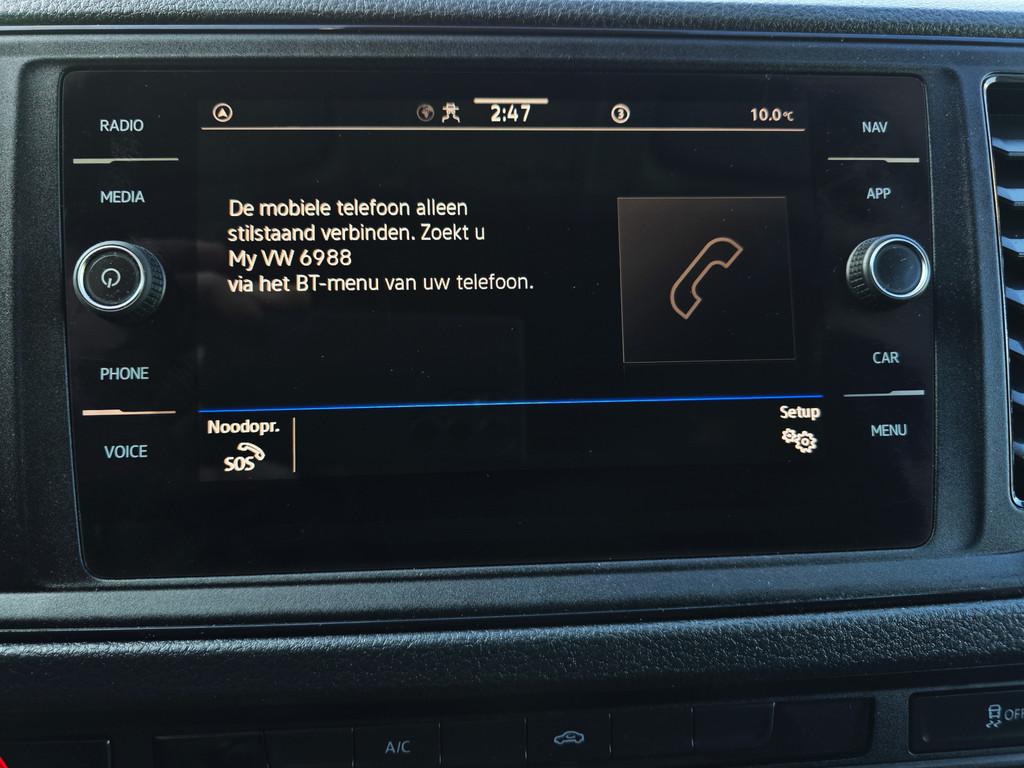 RADIO
MEDIA
PHONE
VOICE
2:47
3
10.0°C
De mobiele telefoon alleen
stilstaand verbinden. Zoekt u
My VW 6988
via het BT-menu van uw telefoon.
Noodopr.
SOS
Setup
NAV
APP
CAR
MENU
A/C
OFF